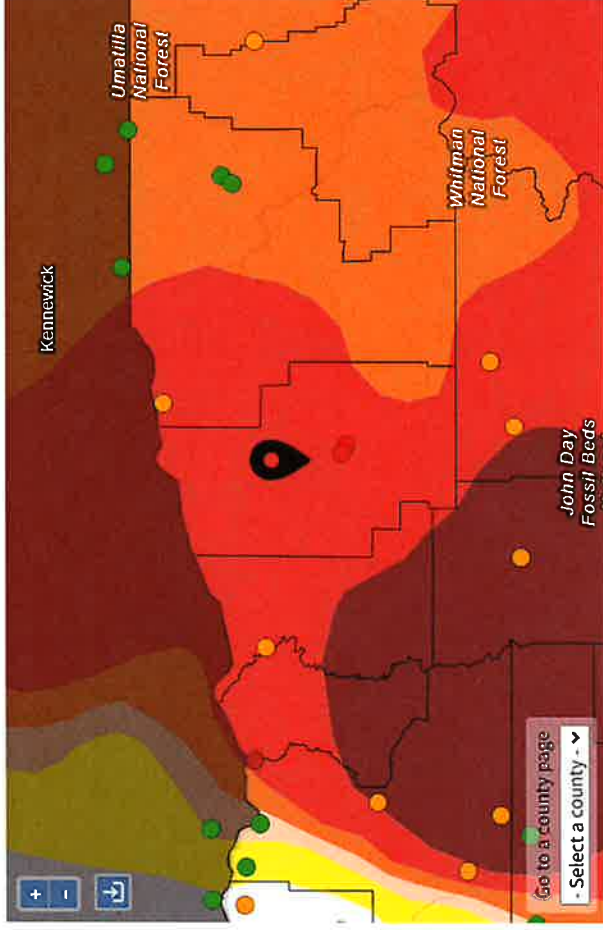 Umatilla
National
Forest
Kennewick
Whitman
National
Forest
John Day
Fossil Beds
+
−
Go to a county page
- Select a county -